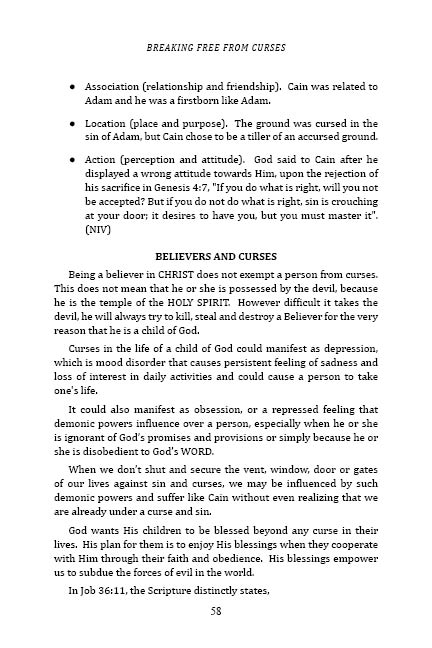 BREAKING FREE FROM CURSES
● Association (relationship and friendship). Cain was related to
Adam and he was a firstborn like Adam.
● Location (place and purpose). The ground was cursed in the
sin of Adam, but Cain chose to be a tiller of an accursed ground.
● Action (perception and attitude). God said to Cain after he
displayed a wrong attitude towards Him, upon the rejection of
his sacrifice in Genesis 4:7, "If you do what is right, will you not
be accepted? But if you do not do what is right, sin is crouching
at your door; it desires to have you, but you must master it".
(NIV)
BELIEVERS AND CURSES
Being a believer in CHRIST does not exempt a person from curses.
This does not mean that he or she is possessed by the devil, because
he is the temple of the HOLY SPIRIT. However difficult it takes the
devil, he will always try to kill, steal and destroy a Believer for the very
reason that he is a child of God.
Curses in the life of a child of God could manifest as depression,
which is mood disorder that causes persistent feeling of sadness and
loss of interest in daily activities and could cause a person to take
one's life.
It could also manifest as obsession, or a repressed feeling that
demonic powers influence over a person, especially when he or she
is ignorant of God's promises and provisions or simply because he or
she is disobedient to God's WORD.
When we don't shut and secure the vent, window, door or gates
of our lives against sin and curses, we may be influenced by such
demonic powers and suffer like Cain without even realizing that we
are already under a curse and sin.
God wants His children to be blessed beyond any curse in their
lives. His plan for them is to enjoy His blessings when they cooperate
with Him through their faith and obedience. His blessings empower
us to subdue the forces of evil in the world.
In Job 36:11, the Scripture distinctly states,
58